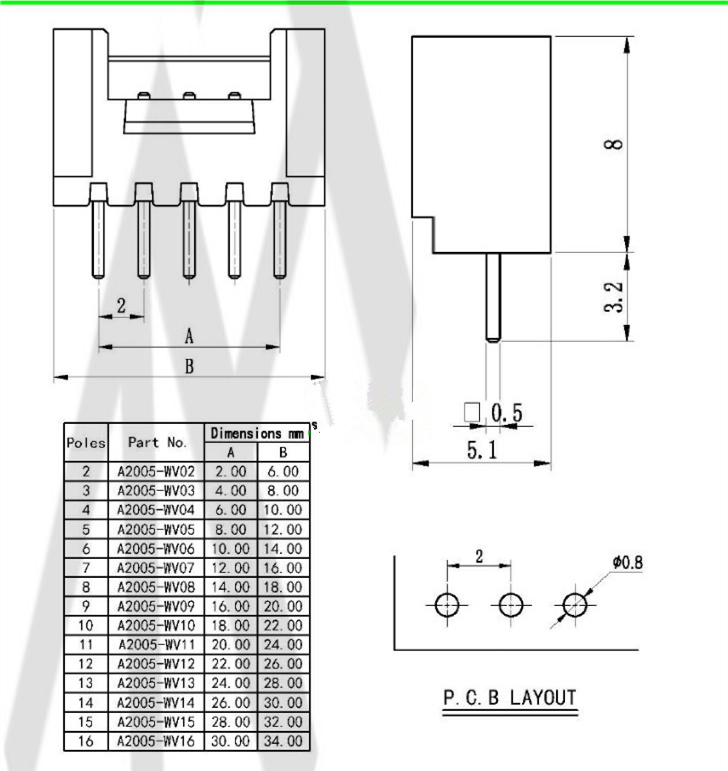 8
3.2
2
A
B
□ 0.5
5.1
Poles Part No. Dimensions mm s
A B
2 A2005-WV02 2.00 6.00
3 A2005-WV03 4.00 8.00
4 A2005-WV04 6.00 10.00
5 A2005-WV05 8.00 12.00
6 A2005-WV06 10.00 14.00
7 A2005-WV07 12.00 16.00
8 A2005-WV08 14.00 18.00
9 A2005-WV09 16.00 20.00
10 A2005-WV10 18.00 22.00
11 A2005-WV11 20.00 24.00
12 A2005-WV12 22.00 26.00
13 A2005-WV13 24.00 28.00
14 A2005-WV14 26.00 30.00
15 A2005-WV15 28.00 32.00
16 A2005-WV16 30.00 34.00
2
Ø0.8
P.C.B LAYOUT